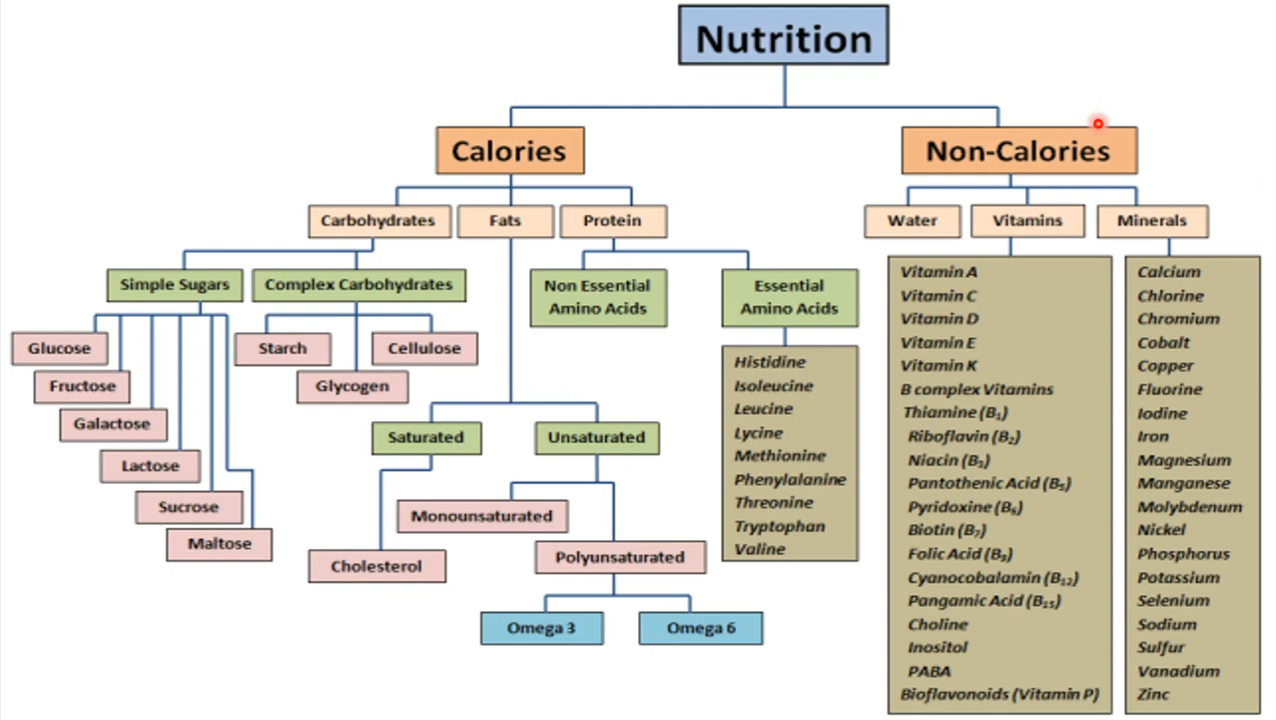 Nutrition
Calories
Non-Calories
Carbohydrates
Fats
Protein
Water
Vitamins
Minerals
Simple Sugars
Complex Carbohydrates
Non Essential
Amino Acids
Essential
Amino Acids
Glucose
Fructose
Galactose
Lactose
Sucrose
Maltose
Starch
Glycogen
Cellulose
Saturated
Unsaturated
Cholesterol
Monounsaturated
Polyunsaturated
Omega 3
Omega 6
Histidine
Isoleucine
Leucine
Lycine
Methionine
Phenylalanine
Threonine
Tryptophan
Valine
Vitamin A
Vitamin C
Vitamin D
Vitamin E
Vitamin K
B complex Vitamins
Thiamine (B₁)
Riboflavin (B₂)
Niacin (B₃)
Pantothenic Acid (B₅)
Pyridoxine (B₆)
Biotin (B₇)
Folic Acid (B₉)
Cyanocobalamin (B₁₂)
Pangamic Acid (B₁₅)
Choline
Inositol
PABA
Bioflavonoids (Vitamin P)
Calcium
Chlorine
Chromium
Cobalt
Copper
Fluorine
Iodine
Iron
Magnesium
Manganese
Molybdenum
Nickel
Phosphorus
Potassium
Selenium
Sodium
Sulfur
Vanadium
Zinc